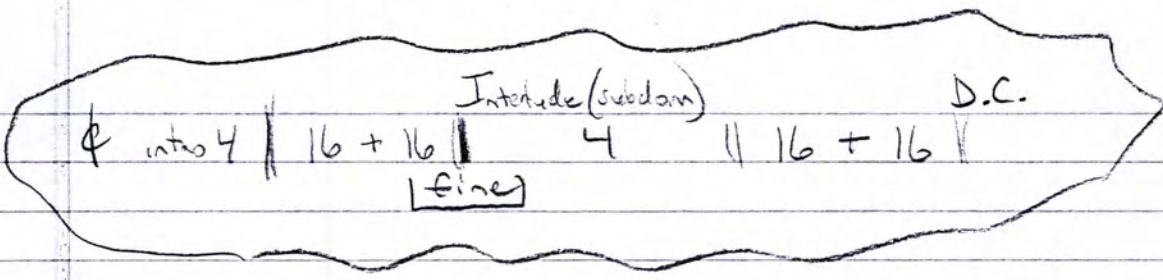 Interlude (subdom) D.C.
¢ intro 4 || 16 + 16 || 4 || 16 + 16 ||
fine